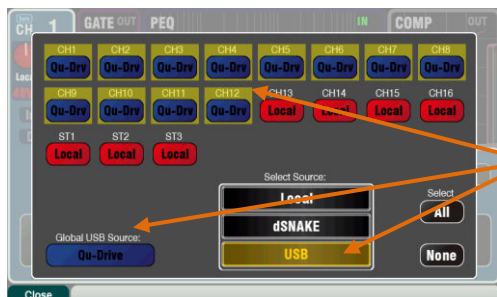 CH 1 GATE OUT PEQ IN COMP OUT
CH1 CH2 CH3 CH4 CH5 CH6 CH7 CH8
Qu-Drv Qu-Drv Qu-Drv Qu-Drv Qu-Drv Qu-Drv Qu-Drv Qu-Drv
CH9 CH10 CH11 CH12 CH13 CH14 CH15 CH16
Qu-Drv Qu-Drv Qu-Drv Qu-Drv Local Local Local Local
ST1 ST2 ST3
Local Local Local
Select Source:
Local
Select
All
dSNAKE
Global USB Source:
Qu-Drive
USB
None
Close